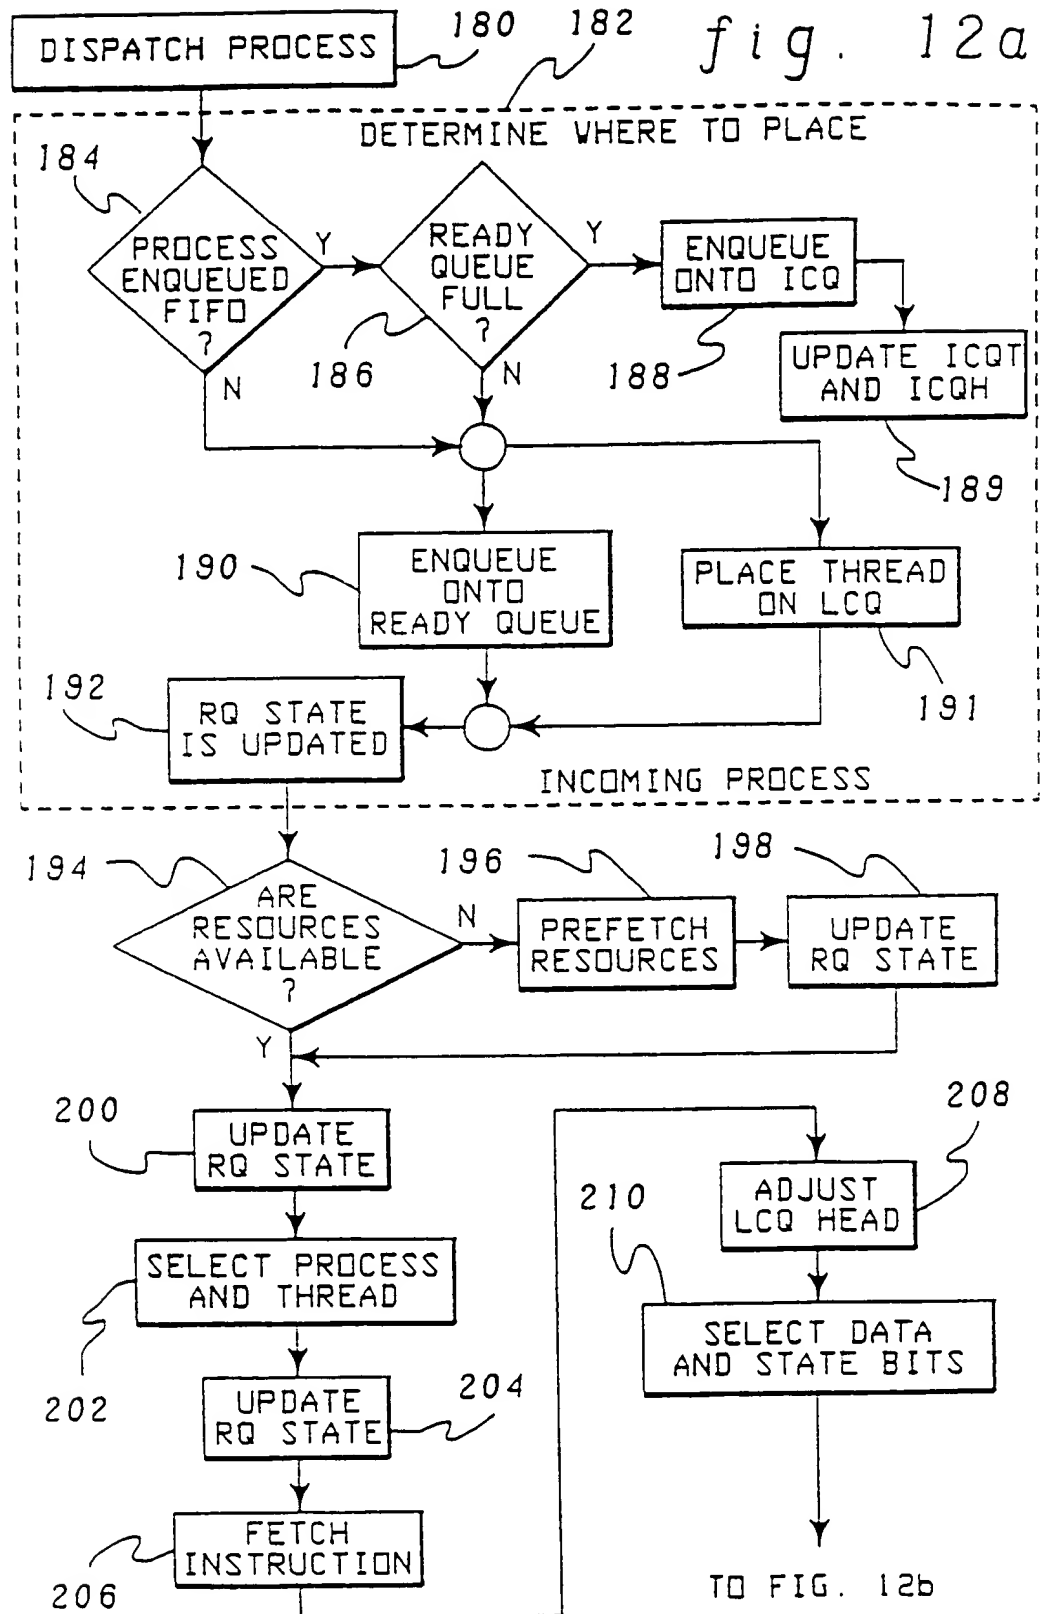 fig. 12a
DISPATCH PROCESS
180
182
DETERMINE WHERE TO PLACE
184
PROCESS
ENQUEUED
FIFO
?
Y
N
READY
QUEUE
FULL
?
Y
N
186
ENQUEUE
ONTO ICQ
188
UPDATE ICQT
AND ICQH
189
190
ENQUEUE
ONTO
READY QUEUE
PLACE THREAD
ON LCQ
191
192
RQ STATE
IS UPDATED
INCOMING PROCESS
194
ARE
RESOURCES
AVAILABLE
?
N
Y
196
PREFETCH
RESOURCES
198
UPDATE
RQ STATE
200
UPDATE
RQ STATE
SELECT PROCESS
AND THREAD
202
UPDATE
RQ STATE
204
FETCH
INSTRUCTION
206
208
ADJUST
LCQ HEAD
210
SELECT DATA
AND STATE BITS
TO FIG. 12b